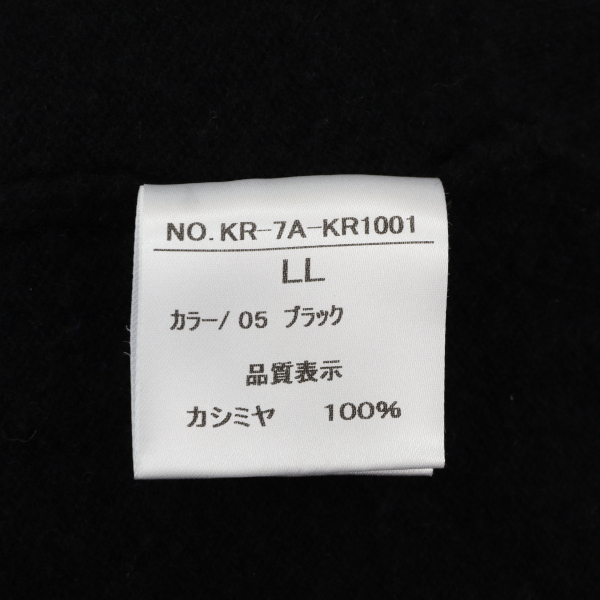 NO.KR-7A-KR1001
LL
カラー/ 05 ブラック
品質表示
カシミヤ 100%